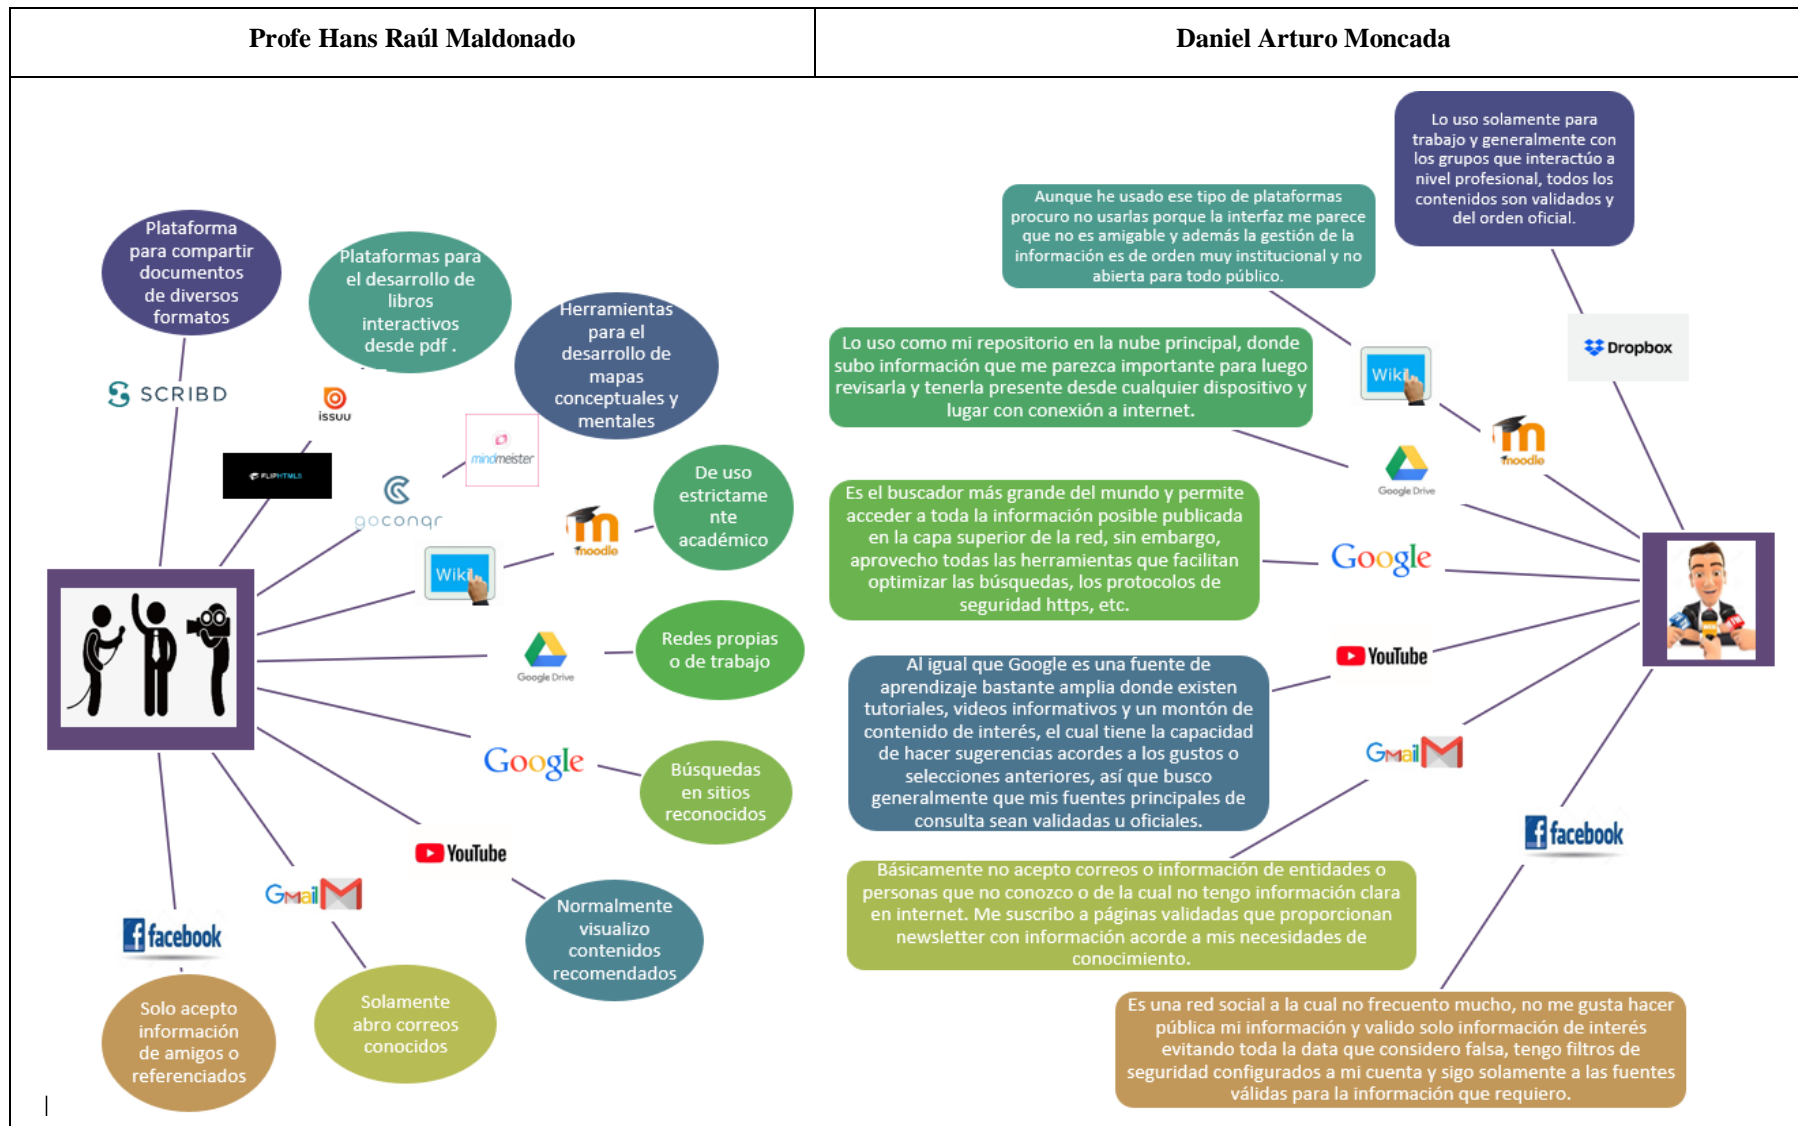 Profe Hans Raúl Maldonado
Daniel Arturo Moncada
Plataforma
para compartir
documentos
de diversos
formatos
SCRIBD
Plataformas para
el desarrollo de
libros
interactivos
desde pdf .
issuu
FLIPHTML5
Herramientas
para el
desarrollo de
mapas
conceptuales y
mentales
mindmeister
goconqr
De uso
estrictame
nte
académico
moodle
Wiki
Redes propias
o de trabajo
Google Drive
Google
Búsquedas
en sitios
reconocidos
YouTube
Normalmente
visualizo
contenidos
recomendados
Gmail
Solamente
abro correos
conocidos
facebook
Solo acepto
información
de amigos o
referenciados
Lo uso solamente para
trabajo y generalmente con
los grupos que interactúo a
nivel profesional, todos los
contenidos son validados y
del orden oficial.
Dropbox
Aunque he usado ese tipo de plataformas
procuro no usarlas porque la interfaz me parece
que no es amigable y además la gestión de la
información es de orden muy institucional y no
abierta para todo público.
Wiki
moodle
Lo uso como mi repositorio en la nube principal, donde
subo información que me parezca importante para luego
revisarla y tenerla presente desde cualquier dispositivo y
lugar con conexión a internet.
Google Drive
Es el buscador más grande del mundo y permite
acceder a toda la información posible publicada
en la capa superior de la red, sin embargo,
aprovecho todas las herramientas que facilitan
optimizar las búsquedas, los protocolos de
seguridad https, etc.
Google
Al igual que Google es una fuente de
aprendizaje bastante amplia donde existen
tutoriales, videos informativos y un montón de
contenido de interés, el cual tiene la capacidad
de hacer sugerencias acordes a los gustos o
selecciones anteriores, así que busco
generalmente que mis fuentes principales de
consulta sean validadas u oficiales.
YouTube
Básicamente no acepto correos o información de entidades o
personas que no conozco o de la cual no tengo información clara
en internet. Me suscribo a páginas validadas que proporcionan
newsletter con información acorde a mis necesidades de
conocimiento.
Gmail
facebook
Es una red social a la cual no frecuento mucho, no me gusta hacer
pública mi información y valido solo información de interés
evitando toda la data que considero falsa, tengo filtros de
seguridad configurados a mi cuenta y sigo solamente a las fuentes
válidas para la información que requiero.